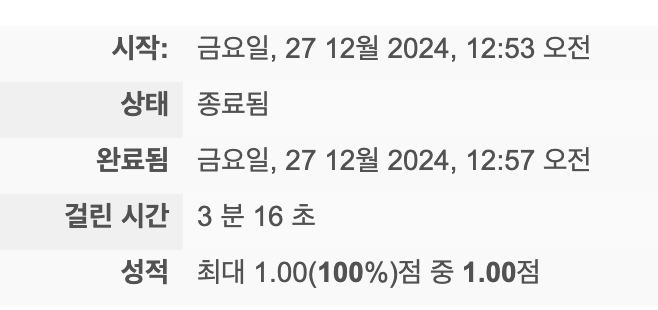 시작: 금요일, 27 12월 2024, 12:53 오전
상태 종료됨
완료됨 금요일, 27 12월 2024, 12:57 오전
걸린 시간 3 분 16 초
성적 최대 1.00(100%)점 중 1.00점